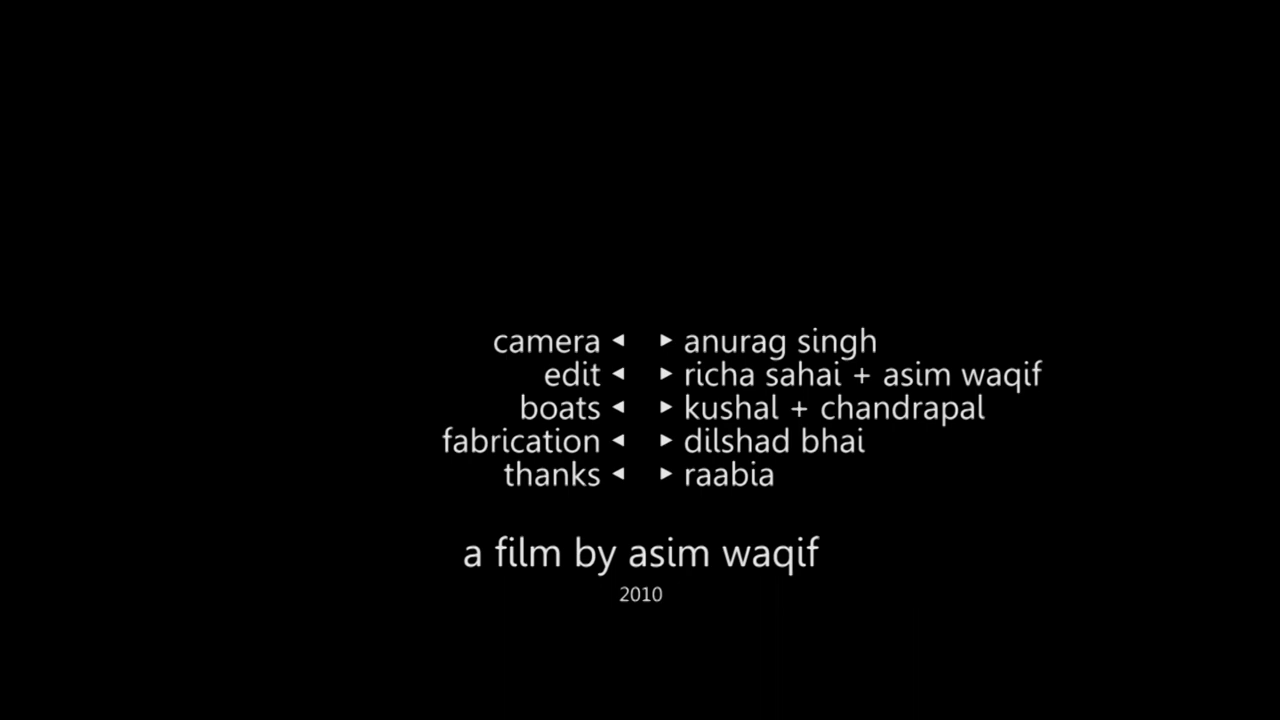 camera ◄ ► anurag singh
edit ◄ ► richa sahai + asim waqif
boats ◄ ► kushal + chandrapal
fabrication ◄ ► dilshad bhai
thanks ◄ ► raabia
a film by asim waqif
2010